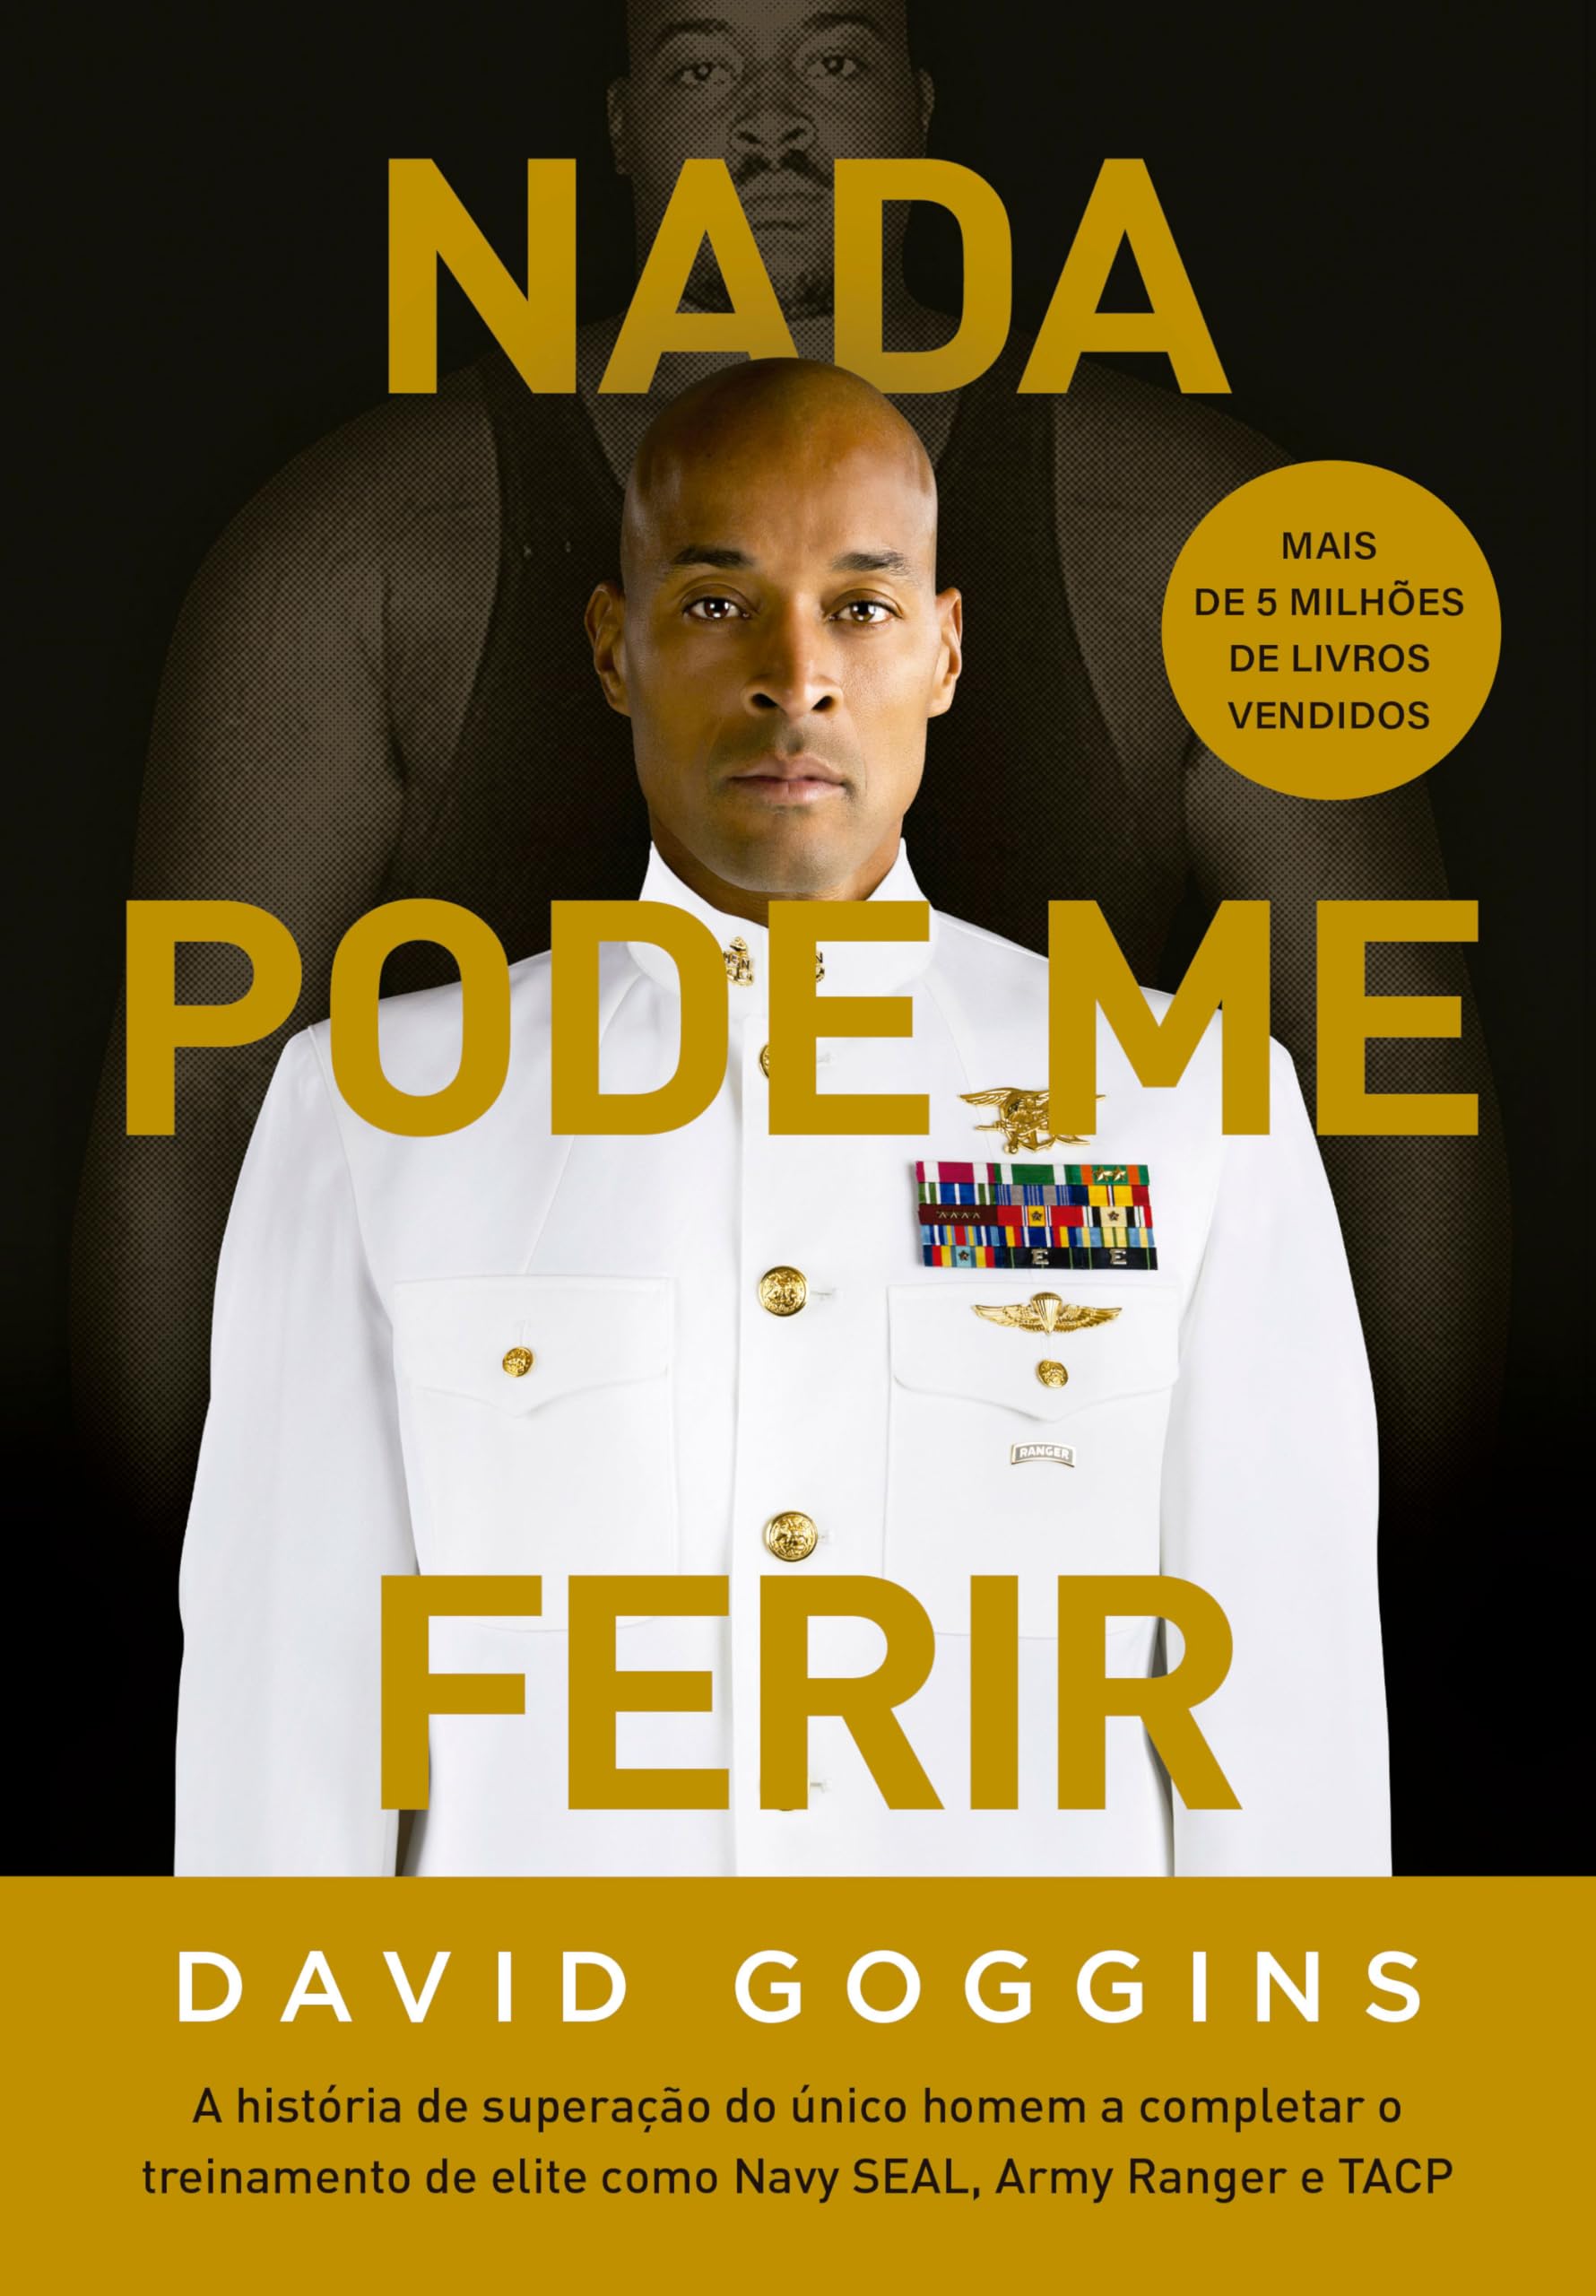 NADA
MAIS
DE 5 MILHÕES
DE LIVROS
VENDIDOS
PODE ME
E E
RANGER
FERIR
DAVID GOGGINS
A história de superação do único homem a completar o
treinamento de elite como Navy SEAL, Army Ranger e TACP